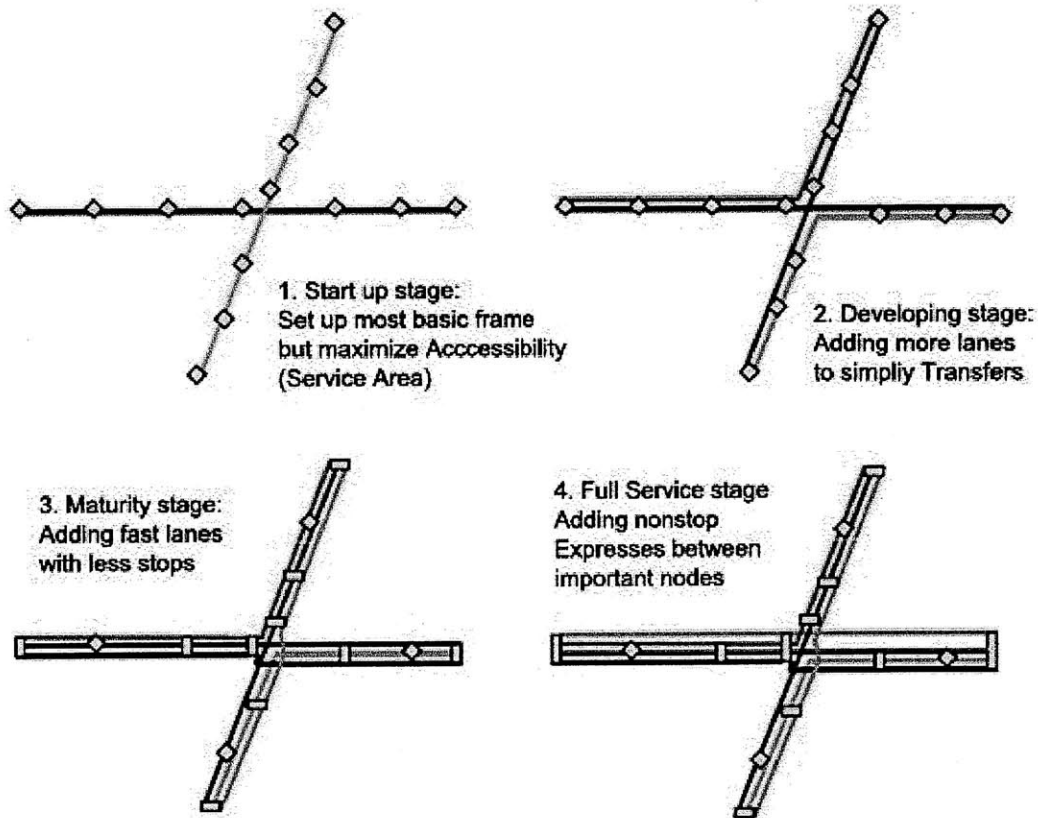 1. Start up stage:
Set up most basic frame
but maximize Acccessibility
(Service Area)
2. Developing stage:
Adding more lanes
to simpliy Transfers
3. Maturity stage:
Adding fast lanes
with less stops
4. Full Service stage
Adding nonstop
Expresses between
important nodes